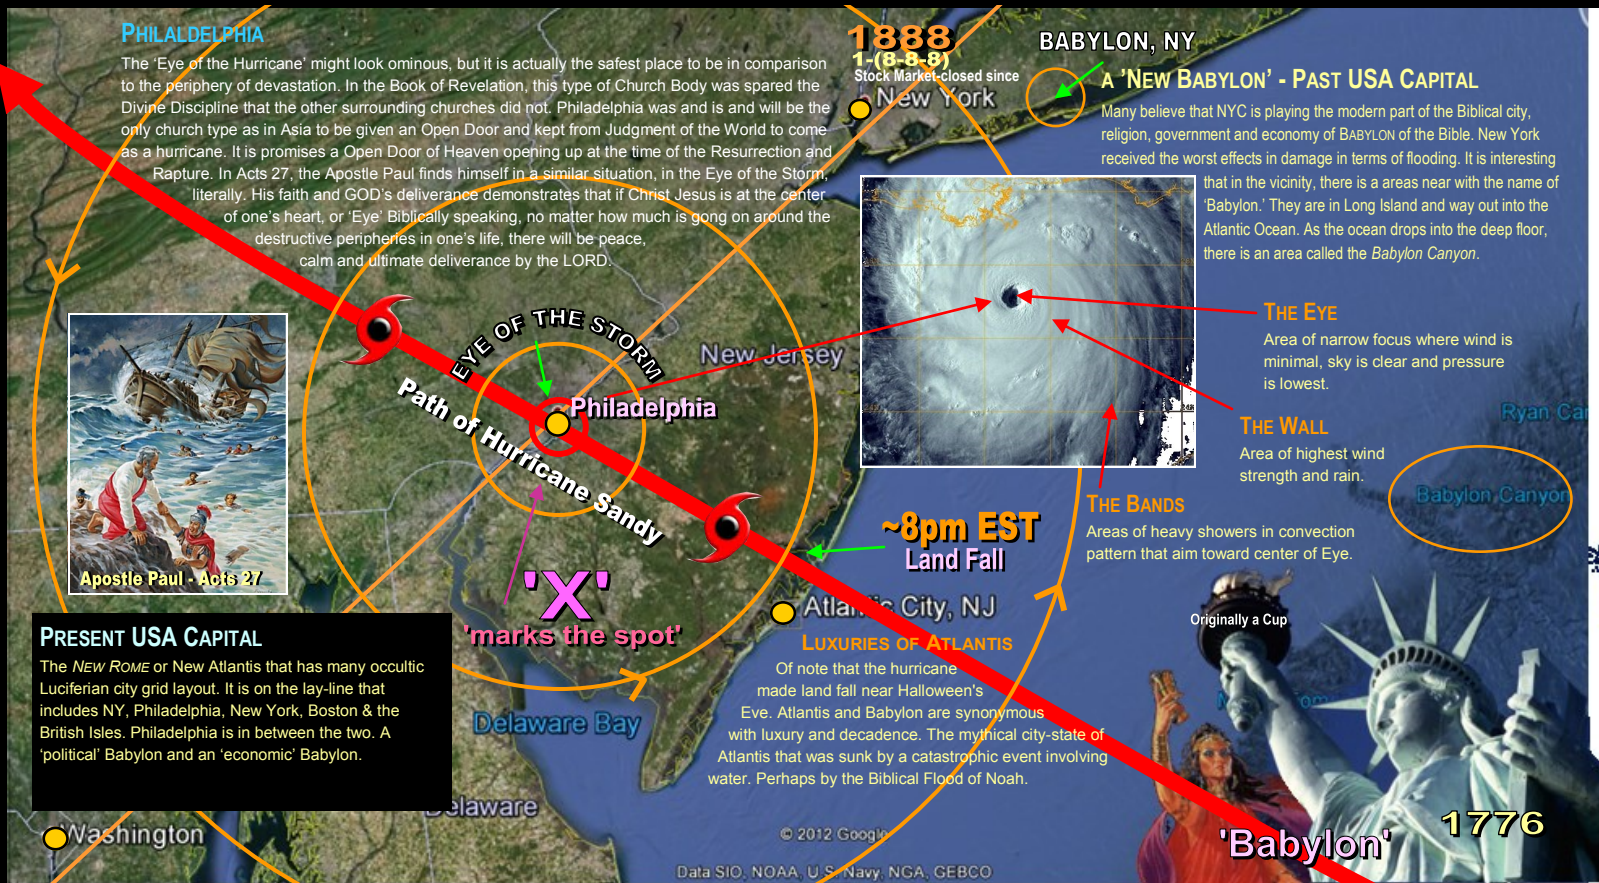 PHILALDELPHIA
The 'Eye of the Hurricane' might look ominous, but it is actually the safest place to be in comparison
to the periphery of devastation. In the Book of Revelation, this type of Church Body was spared the
Divine Discipline that the other surrounding churches did not. Philadelphia was and is and will be the
only church type as in Asia to be given an Open Door and kept from Judgment of the World to come
as a hurricane. It is promises a Open Door of Heaven opening up at the time of the Resurrection and
Rapture. In Acts 27, the Apostle Paul finds himself in a similar situation, in the Eye of the Storm,
literally. His faith and GOD's deliverance demonstrates that if Christ Jesus is at the center
of one's heart, or 'Eye' Biblically speaking, no matter how much is gong on around the
destructive peripheries in one's life, there will be peace,
calm and ultimate deliverance by the LORD.
1888
1-(8-8-8)
Stock Market-closed since
New York
BABYLON, NY
A 'NEW BABYLON' - PAST USA CAPITAL
Many believe that NYC is playing the modern part of the Biblical city,
religion, government and economy of BABYLON of the Bible. New York
received the worst effects in damage in terms of flooding. It is interesting
that in the vicinity, there is a areas near with the name of
'Babylon.' They are in Long Island and way out into the
Atlantic Ocean. As the ocean drops into the deep floor,
there is an area called the Babylon Canyon.
THE EYE
Area of narrow focus where wind is
minimal, sky is clear and pressure
is lowest.
THE WALL
Area of highest wind
strength and rain.
THE BANDS
Areas of heavy showers in convection
pattern that aim toward center of Eye.
Ryan Ca
Babylon Canyon
EYE OF THE STORM
New Jersey
Philadelphia
Path of Hurricane Sandy
'X'
'marks the spot'
Apostle Paul - Acts 27
~8pm EST
Land Fall
Atlantic City, NJ
LUXURIES OF ATLANTIS
Of note that the hurricane
made land fall near Halloween's
Eve. Atlantis and Babylon are synonymous
with luxury and decadence. The mythical city-state of
Atlantis that was sunk by a catastrophic event involving
water. Perhaps by the Biblical Flood of Noah.
PRESENT USA CAPITAL
The NEW ROME or New Atlantis that has many occultic
Luciferian city grid layout. It is on the lay-line that
includes NY, Philadelphia, New York, Boston & the
British Isles. Philadelphia is in between the two. A
'political' Babylon and an 'economic' Babylon.
Delaware Bay
Delaware
Washington
Originally a Cup
'Babylon'
1776
© 2012 Google
Data SIO, NOAA, U.S. Navy, NGA, GEBCO